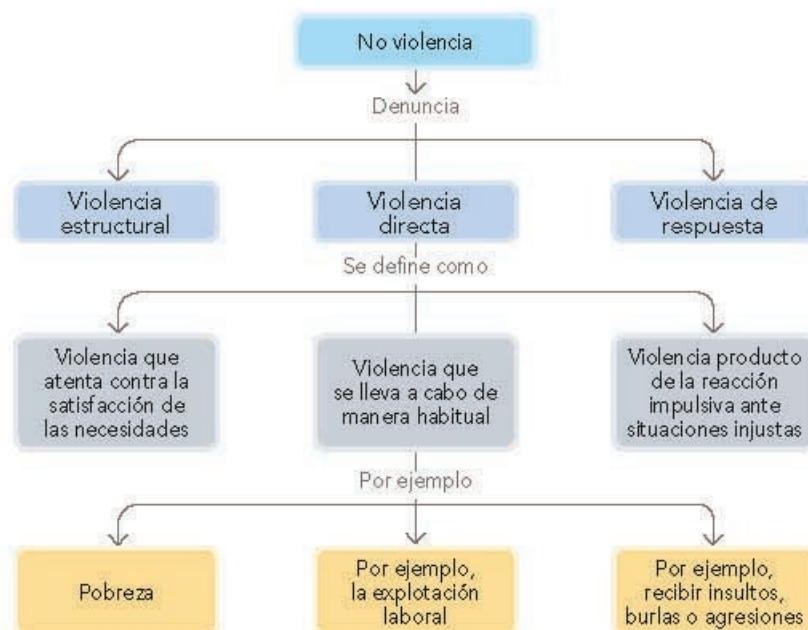 No violencia
Denuncia
Violencia
estructural
Violencia
directa
Violencia de
respuesta
Se define como
Violencia que
atenta contra la
satisfacción de
las necesidades
Violencia que
se lleva a cabo de
manera habitual
Violencia producto
de la reacción
impulsiva ante
situaciones injustas
Por ejemplo
Pobreza
Por ejemplo,
la explotación
laboral
Por ejemplo,
recibir insultos,
burlas o agresiones